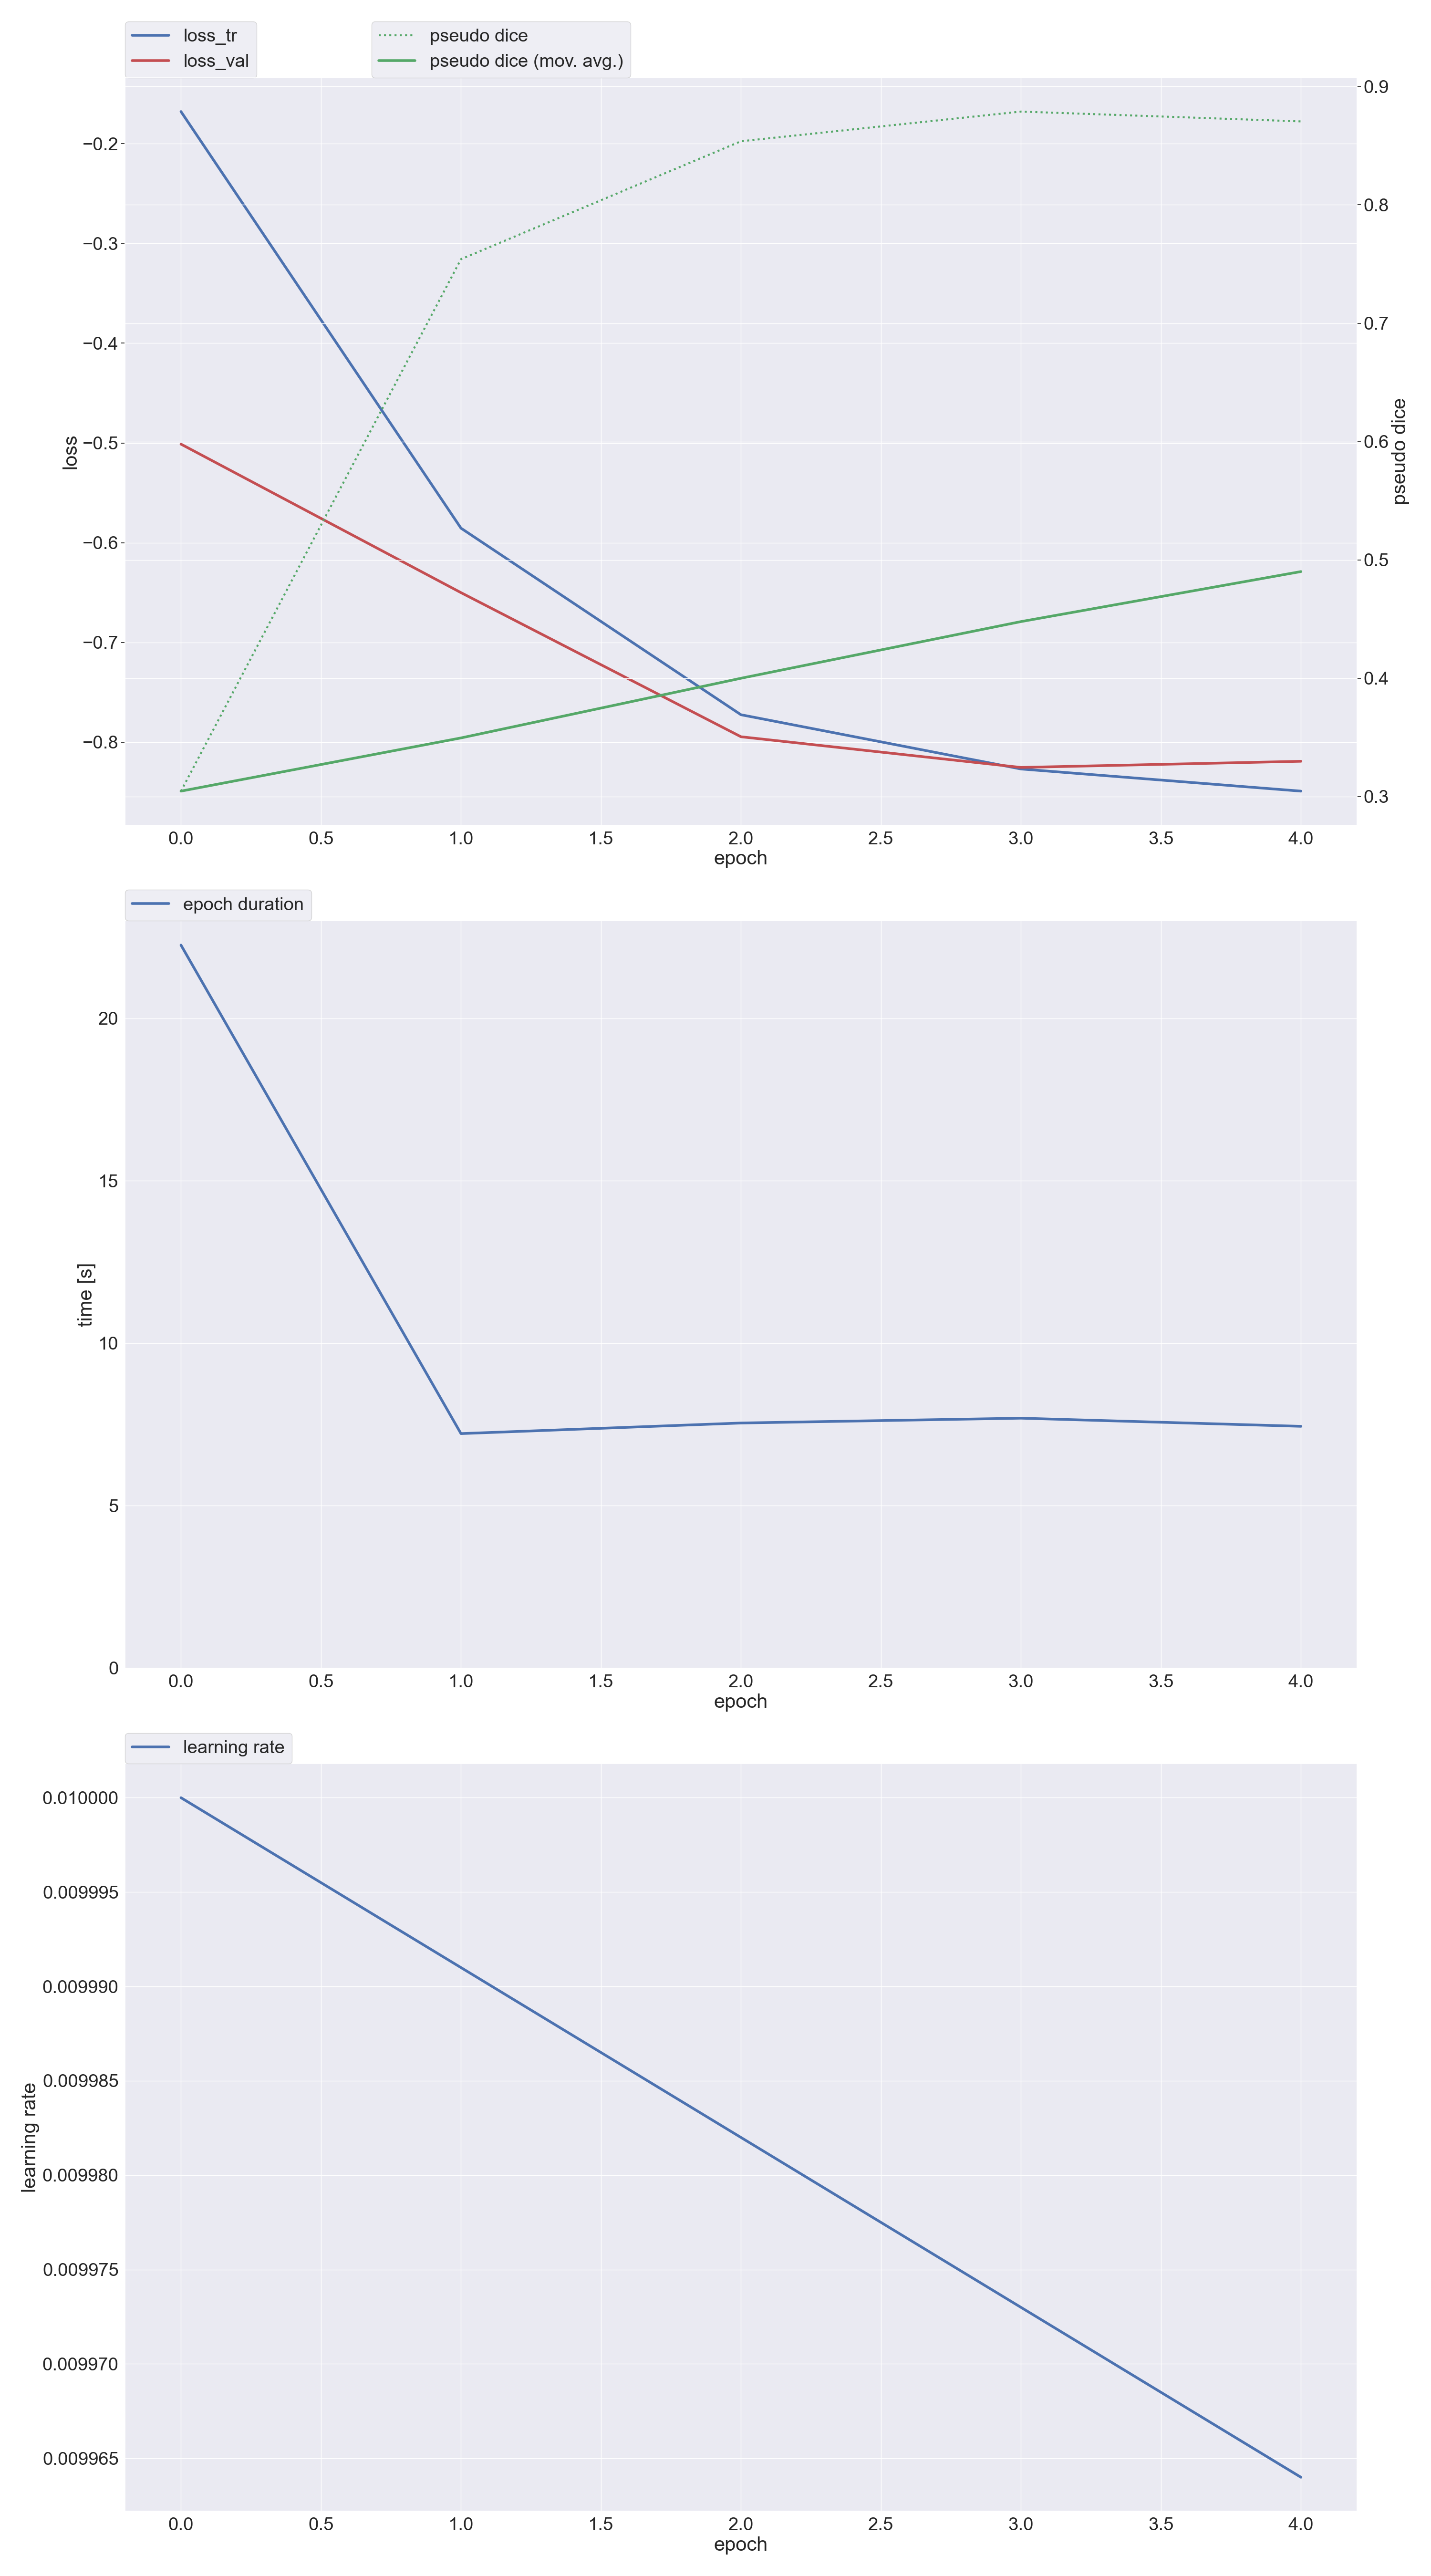 loss_tr
loss_val
pseudo dice
pseudo dice (mov. avg.)
−0.2
−0.3
−0.4
−0.5
−0.6
−0.7
−0.8
loss
0.9
0.8
0.7
0.6
0.5
0.4
0.3
pseudo dice
0.0 0.5 1.0 1.5 2.0 2.5 3.0 3.5 4.0
epoch
epoch duration
20
15
10
5
0
time [s]
0.0 0.5 1.0 1.5 2.0 2.5 3.0 3.5 4.0
epoch
learning rate
0.010000
0.009995
0.009990
0.009985
0.009980
0.009975
0.009970
0.009965
learning rate
0.0 0.5 1.0 1.5 2.0 2.5 3.0 3.5 4.0
epoch